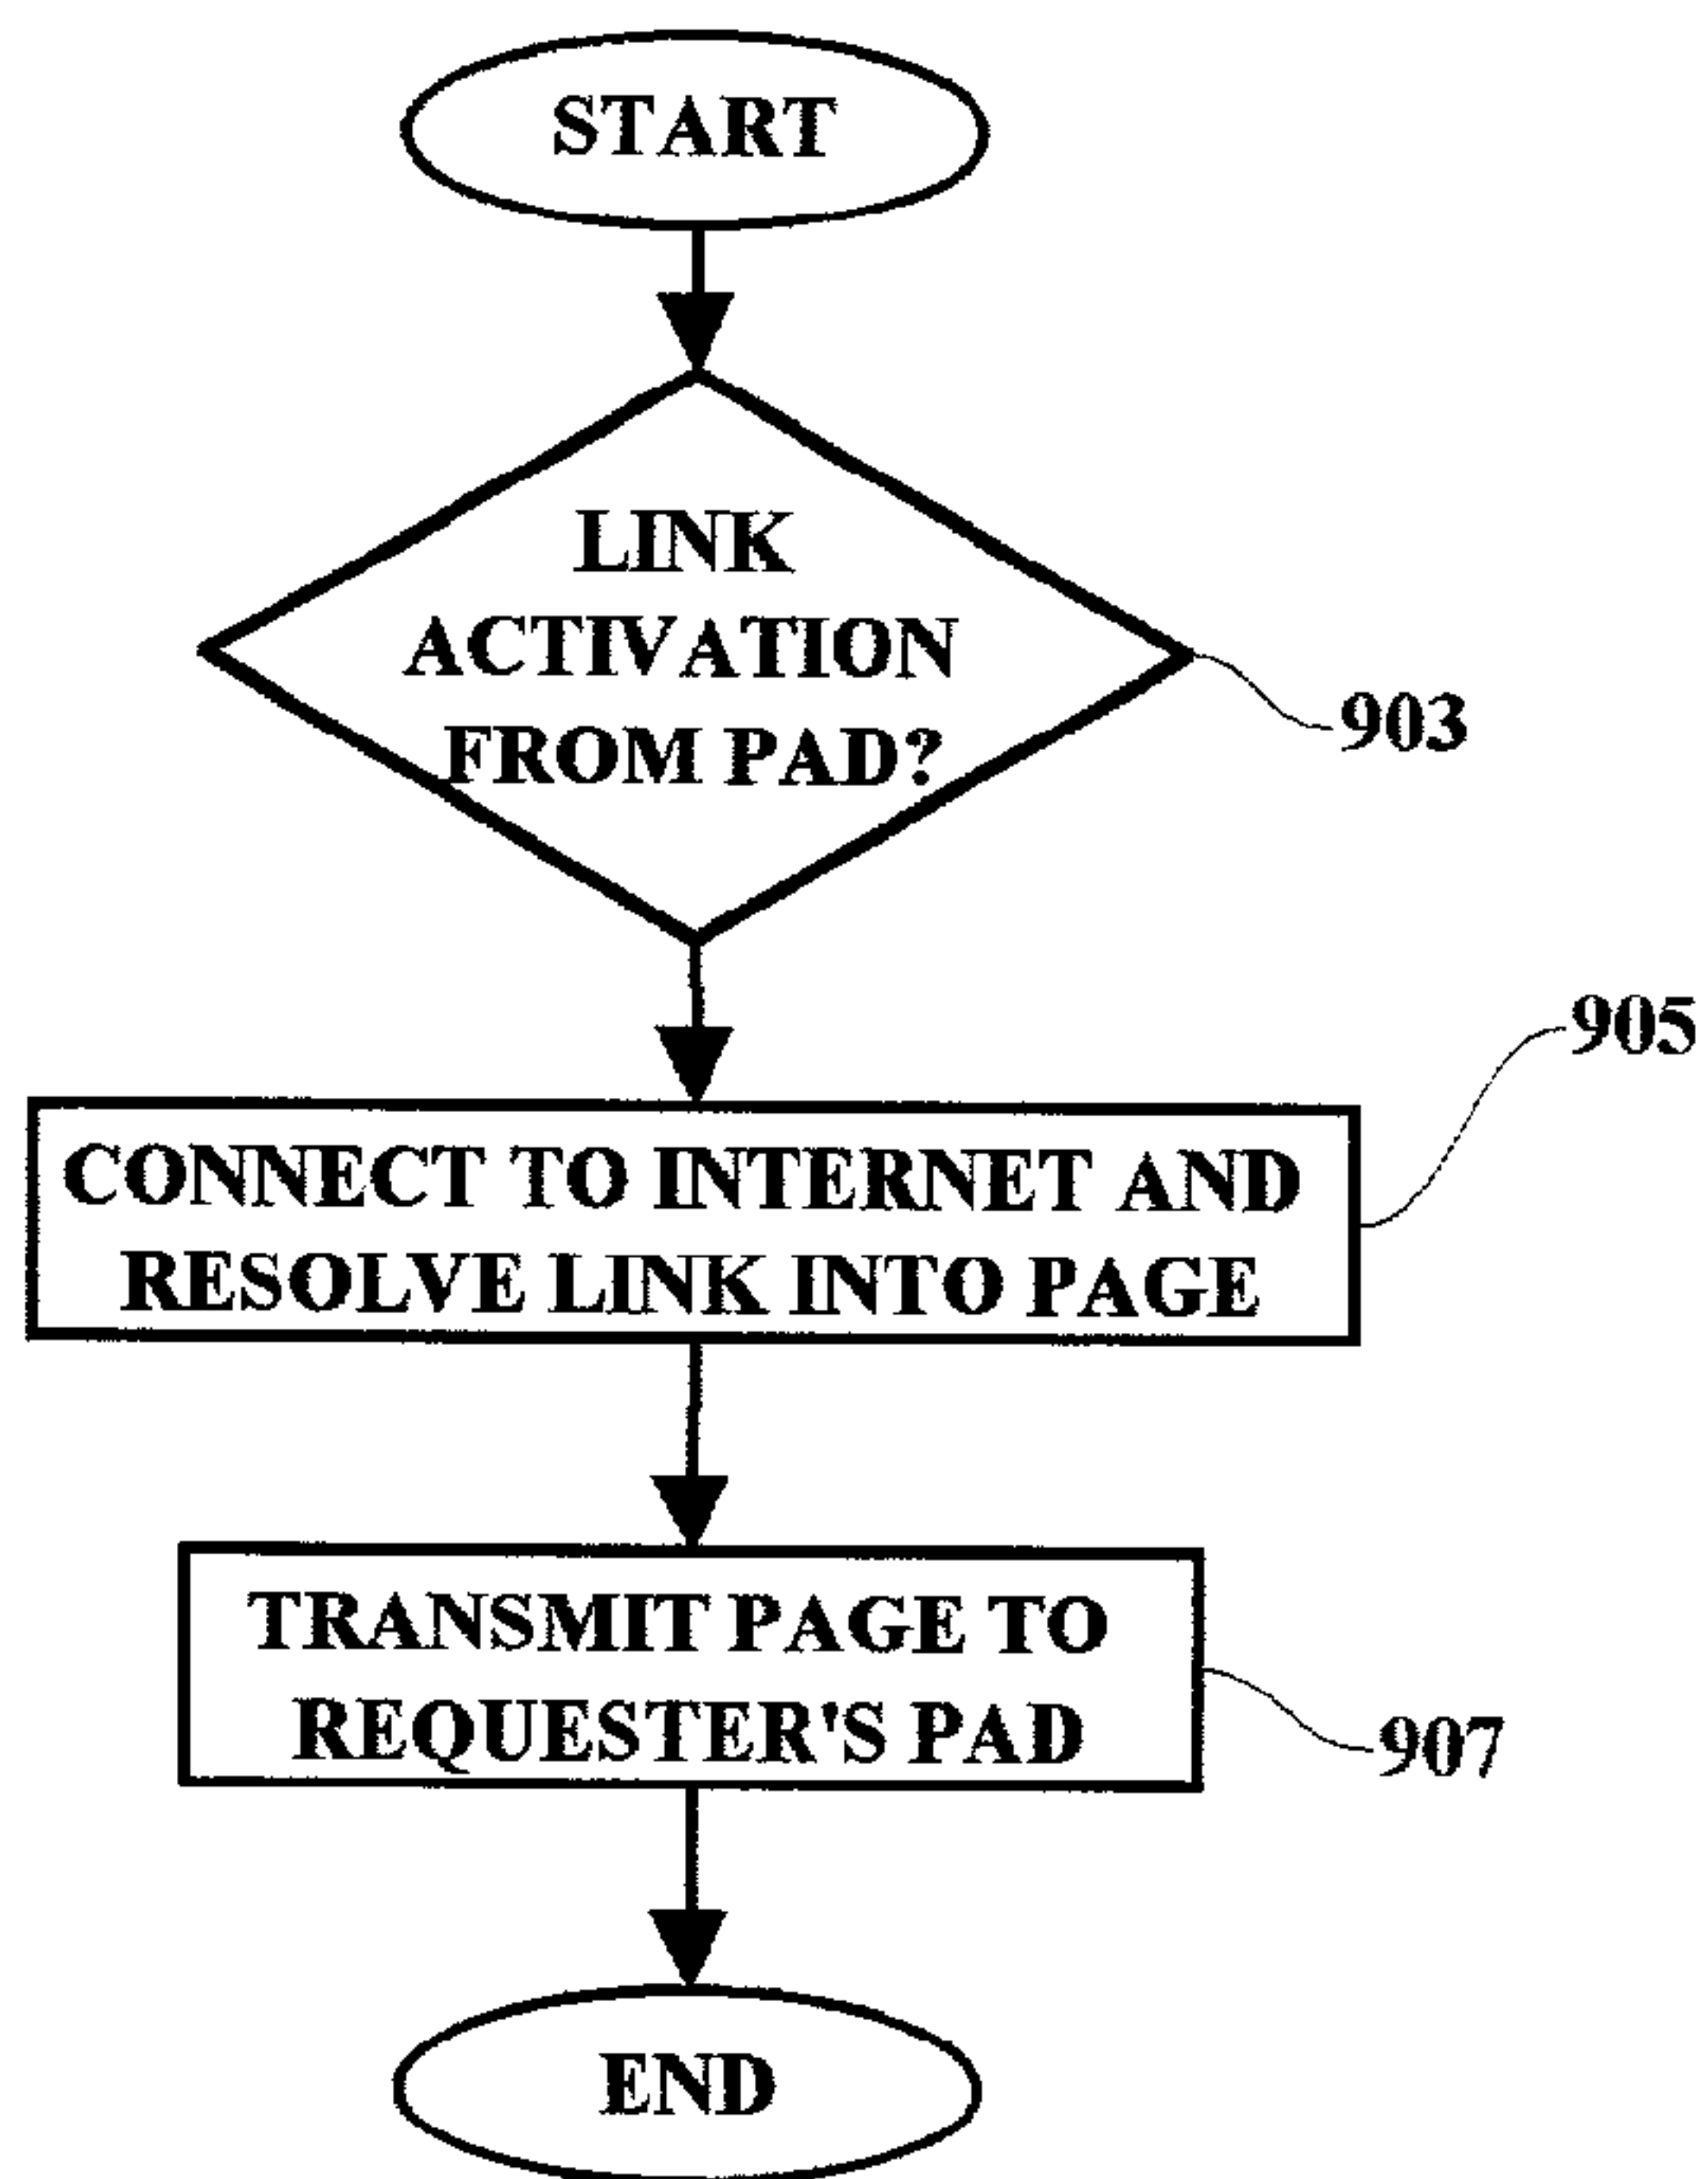 START
LINK
ACTIVATION
FROM PAD?
903
905
CONNECT TO INTERNET AND
RESOLVE LINK INTO PAGE
TRANSMIT PAGE TO
REQUESTER'S PAD
907
END